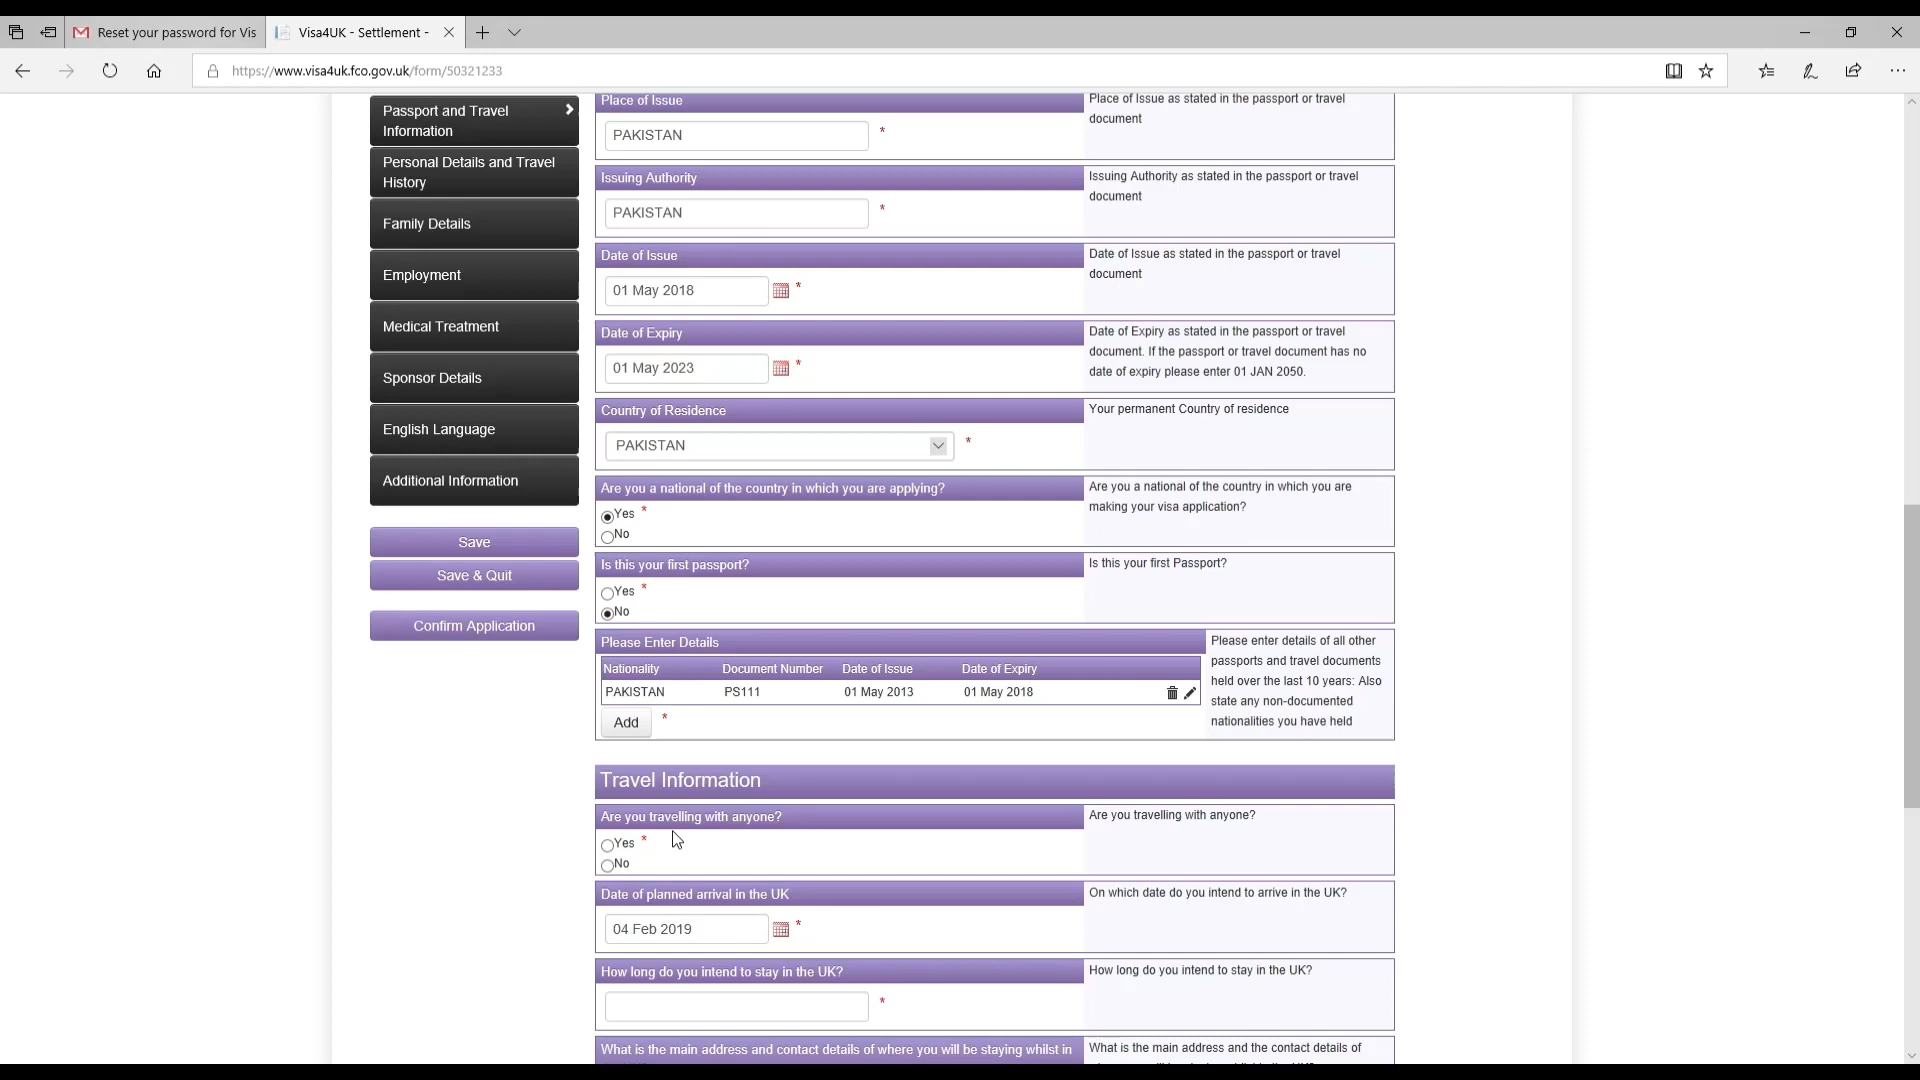 Reset your password for Vis
Visa4UK - Settlement -
https://www.visa4uk.fco.gov.uk/form/50321233
Passport and Travel
Information
Personal Details and Travel
History
Family Details
Employment
Medical Treatment
Sponsor Details
English Language
Additional Information
Save
Save & Quit
Confirm Application
Place of Issue
PAKISTAN *
Place of Issue as stated in the passport or travel
document
Issuing Authority
PAKISTAN *
Issuing Authority as stated in the passport or travel
document
Date of Issue
01 May 2018 *
Date of Issue as stated in the passport or travel
document
Date of Expiry
01 May 2023 *
Date of Expiry as stated in the passport or travel
document. If the passport or travel document has no
date of expiry please enter 01 JAN 2050.
Country of Residence
PAKISTAN *
Your permanent Country of residence
Are you a national of the country in which you are applying?
Yes *
No
Are you a national of the country in which you are
making your visa application?
Is this your first passport?
Yes *
No
Is this your first Passport?
Please Enter Details
Nationality Document Number Date of Issue Date of Expiry
PAKISTAN PS111 01 May 2013 01 May 2018
Add *
Please enter details of all other
passports and travel documents
held over the last 10 years: Also
state any non-documented
nationalities you have held
Travel Information
Are you travelling with anyone?
Yes *
No
Are you travelling with anyone?
Date of planned arrival in the UK
04 Feb 2019 *
On which date do you intend to arrive in the UK?
How long do you intend to stay in the UK?
*
How long do you intend to stay in the UK?
What is the main address and contact details of where you will be staying whilst in
What is the main address and the contact details of